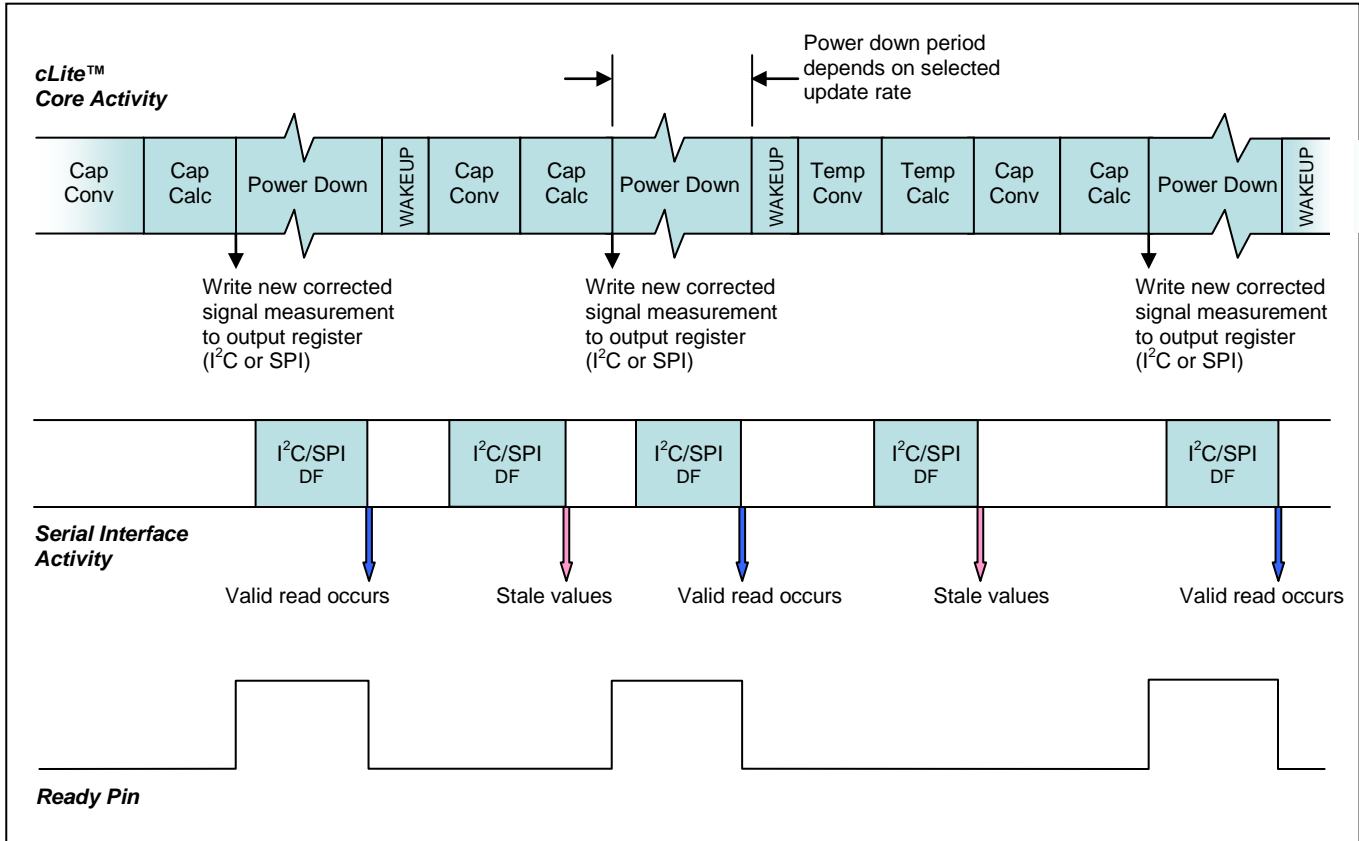 cLite™
Core Activity
Power down period
depends on selected
update rate
Cap
Conv
Cap
Calc
Power Down
WAKEUP
Cap
Conv
Cap
Calc
Power Down
WAKEUP
Temp
Conv
Temp
Calc
Cap
Conv
Cap
Calc
Power Down
WAKEUP
Write new corrected
signal measurement
to output register
(I²C or SPI)
Write new corrected
signal measurement
to output register
(I²C or SPI)
Write new corrected
signal measurement
to output register
(I²C or SPI)
I²C/SPI
DF
I²C/SPI
DF
I²C/SPI
DF
I²C/SPI
DF
I²C/SPI
DF
Serial Interface
Activity
Valid read occurs
Stale values
Valid read occurs
Stale values
Valid read occurs
Ready Pin